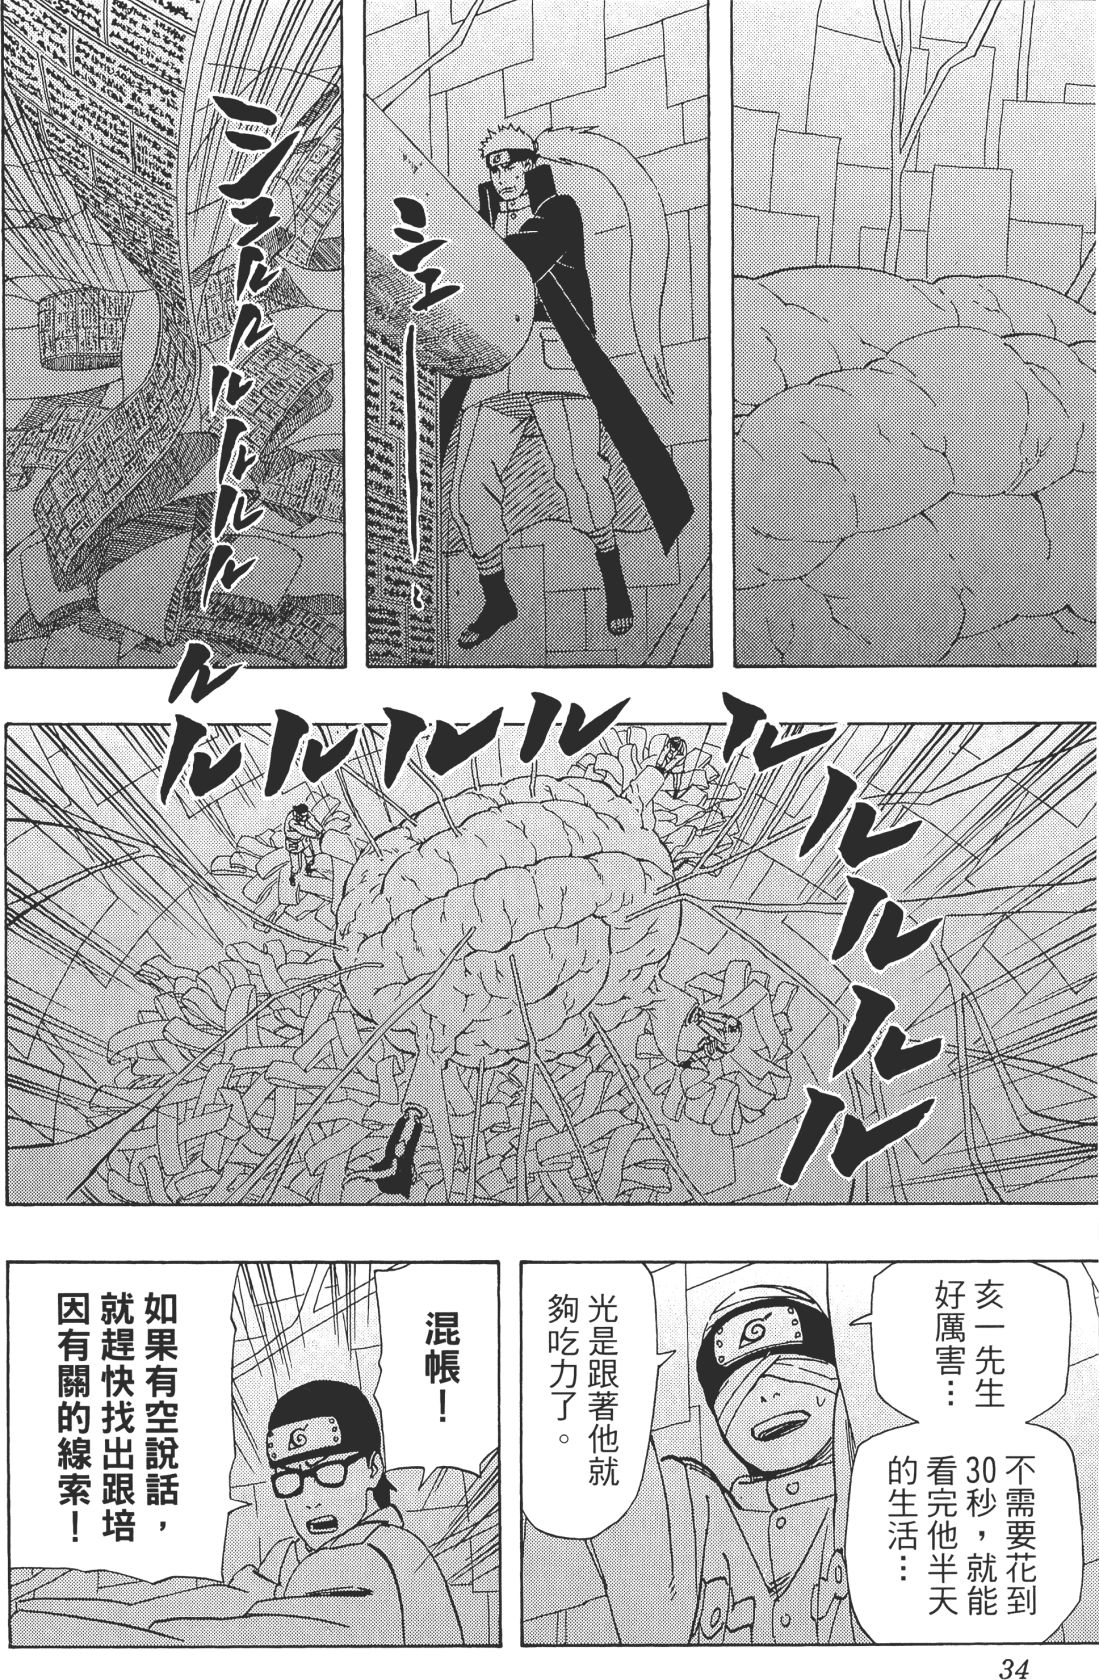 シェーー
シェルルルルルルル
ルルルルル
ルルルル
亥一先生
好厲害…
不需要花到
30秒，就能
看完他半天
的生活…
光是跟著他就
夠吃力了。
混帳！
如果有空說話，
就趕快找出跟培
因有關的線索！
34